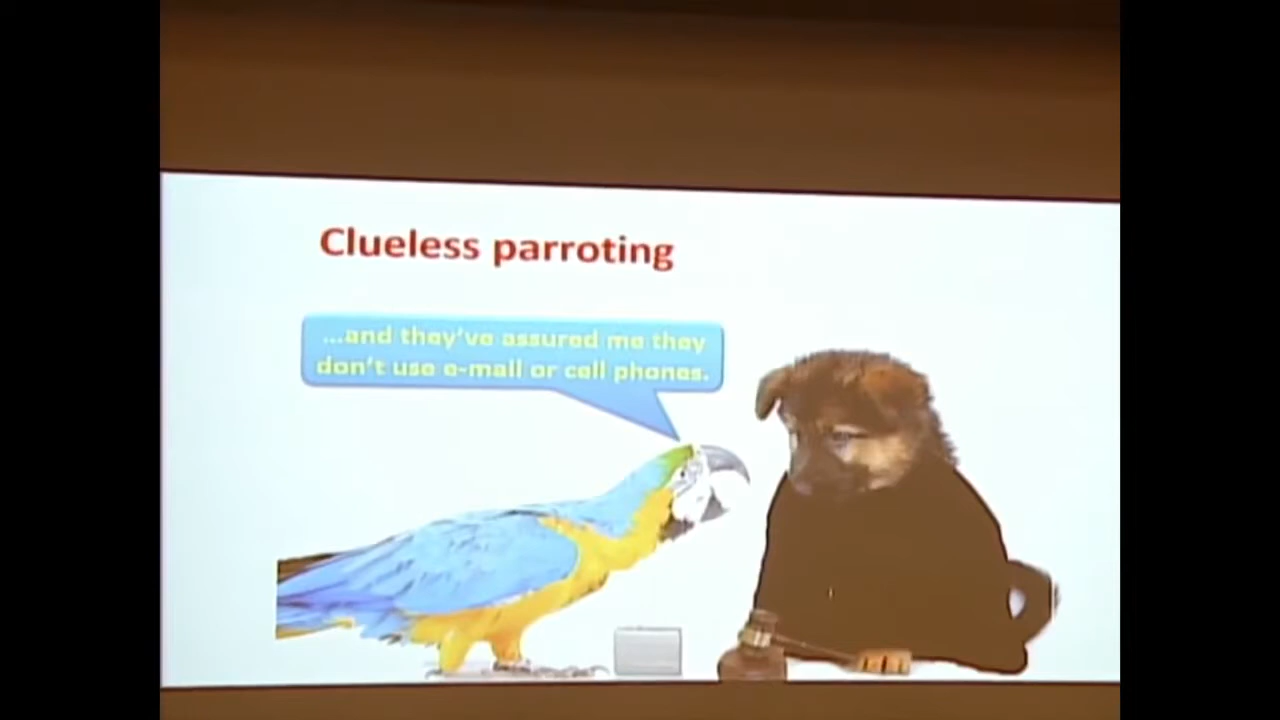 Clueless parroting
...and they've assured me they
don't use e-mail or cell phones.